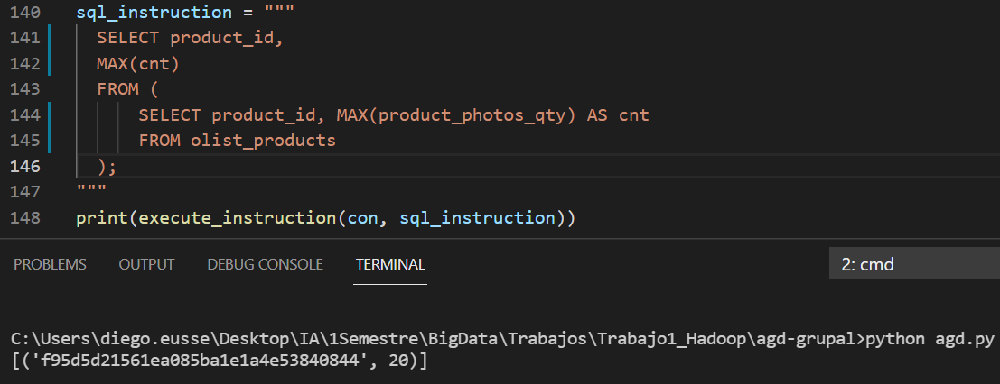 140 sql_instruction = """
141 SELECT product_id,
142 MAX(cnt)
143 FROM (
144 SELECT product_id, MAX(product_photos_qty) AS cnt
145 FROM olist_products
146 );
147 """
148 print(execute_instruction(con, sql_instruction))
PROBLEMS OUTPUT DEBUG CONSOLE TERMINAL 2: cmd
C:\Users\diego.eusse\Desktop\IA\1Semestre\BigData\Trabajos\Trabajo1_Hadoop\agd-grupal>python agd.py
[('f95d5d21561ea085ba1e1a4e53840844', 20)]